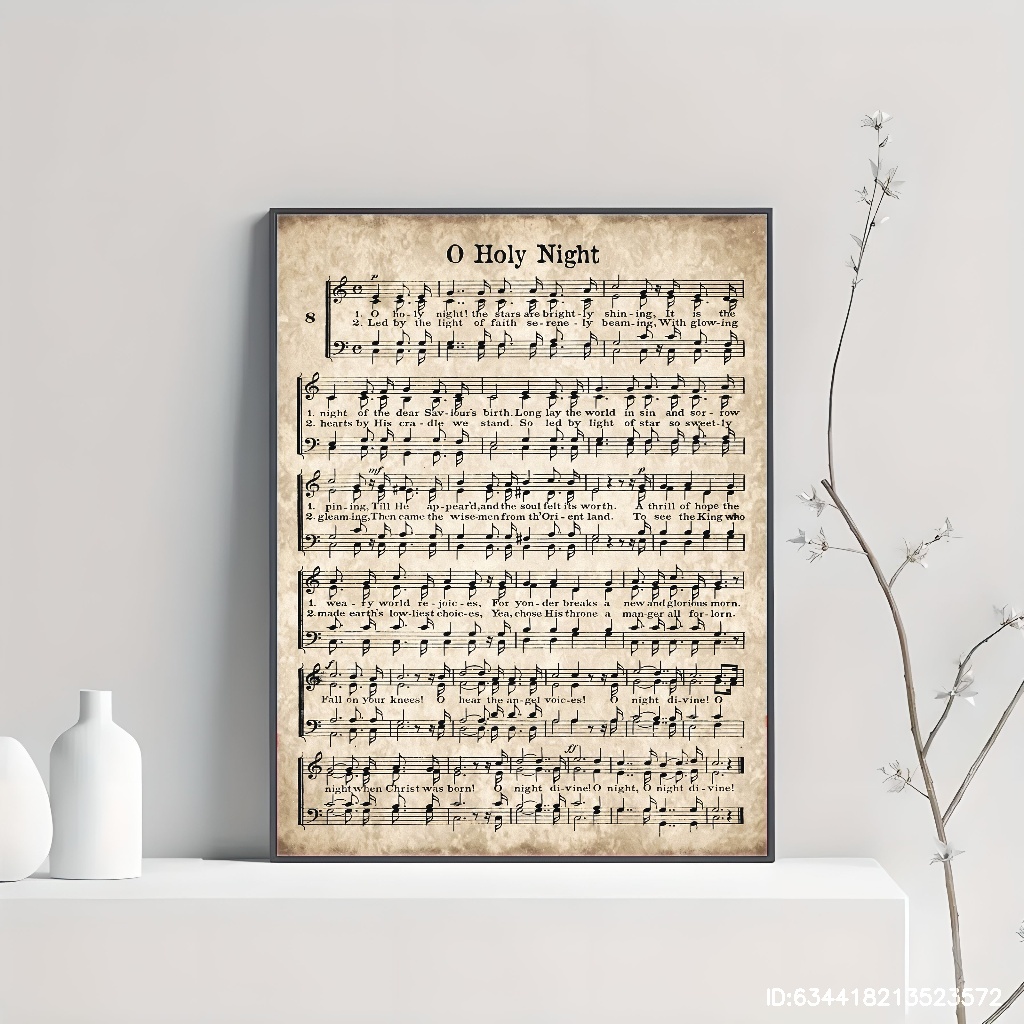 O Holy Night
8
p
1. O ho-ly night! the stars are bright-ly shin-ing, It is the
2. Led by the light of faith se-rene-ly beam-ing, With glow-ing
1. night of the dear Sav-iour's birth. Long lay the world in sin and sor-row
2. hearts by His cra-dle we stand. So led by light of star so sweet-ly
mf p
1. pin-ing, Till He ap-pear'd, and the soul felt its worth. A thrill of hope the
2. gleam-ing, Then came the wise-men from th'Ori-ent land. To see the King who
1. wea-ry world re-joic-es, For yon-der breaks a new and glorious morn.
2. made earth's low-liest choic-es, Yea, chose His throne a man-ger all for-lorn.
f
Fall on your knees! O hear the an-gel voic-es! O night di-vine! O
ff
night when Christ was born! O night di-vine! O night, O night di-vine!
ID:634418213523572